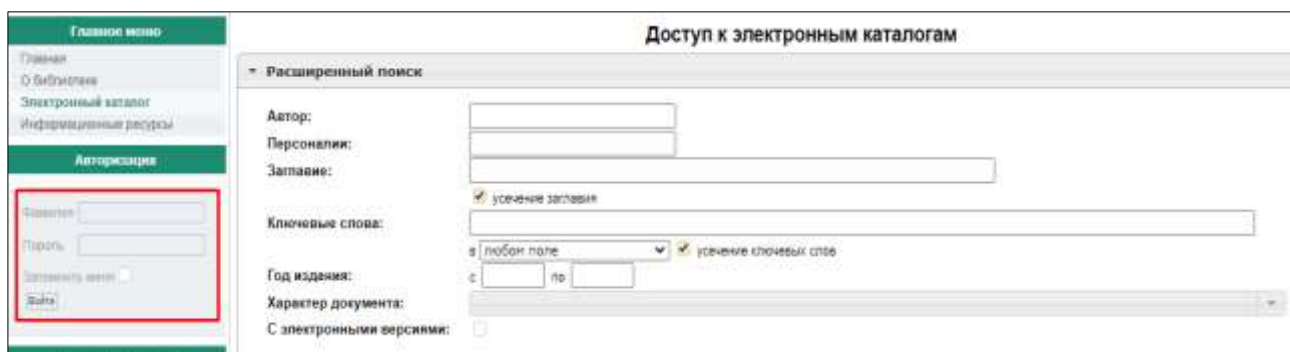 Главное меню
Главная
О библиотеке
Электронный каталог
Информационные ресурсы
Авторизация
Фамилия
Пароль
Запомнить меня
Войти
Доступ к электронным каталогам
Расширенный поиск
Автор:
Персоналии:
Заглавие:
усечение заглавия
Ключевые слова:
в любом поле усечение ключевых слов
Год издания: с по
Характер документа:
С электронными версиями: